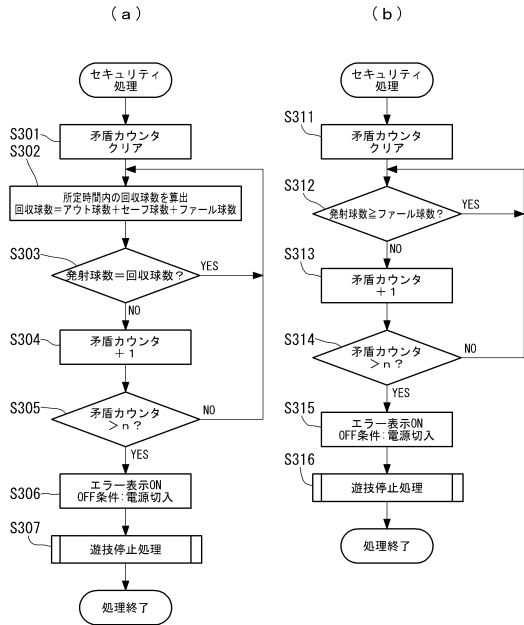 (a)
セキュリティ
処理
S301
矛盾カウンタ
クリア
S302
所定時間内の回収球数を算出
回収球数＝アウト球数＋セーフ球数＋ファール球数
S303
発射球数＝回収球数？
YES
NO
S304
矛盾カウンタ
＋１
S305
矛盾カウンタ
＞ｎ？
NO
YES
S306
エラー表示ON
OFF条件:電源切入
S307
遊技停止処理
処理終了
(b)
セキュリティ
処理
S311
矛盾カウンタ
クリア
S312
発射球数≧ファール球数？
YES
NO
S313
矛盾カウンタ
＋１
S314
矛盾カウンタ
＞ｎ？
NO
YES
S315
エラー表示ON
OFF条件:電源切入
S316
遊技停止処理
処理終了